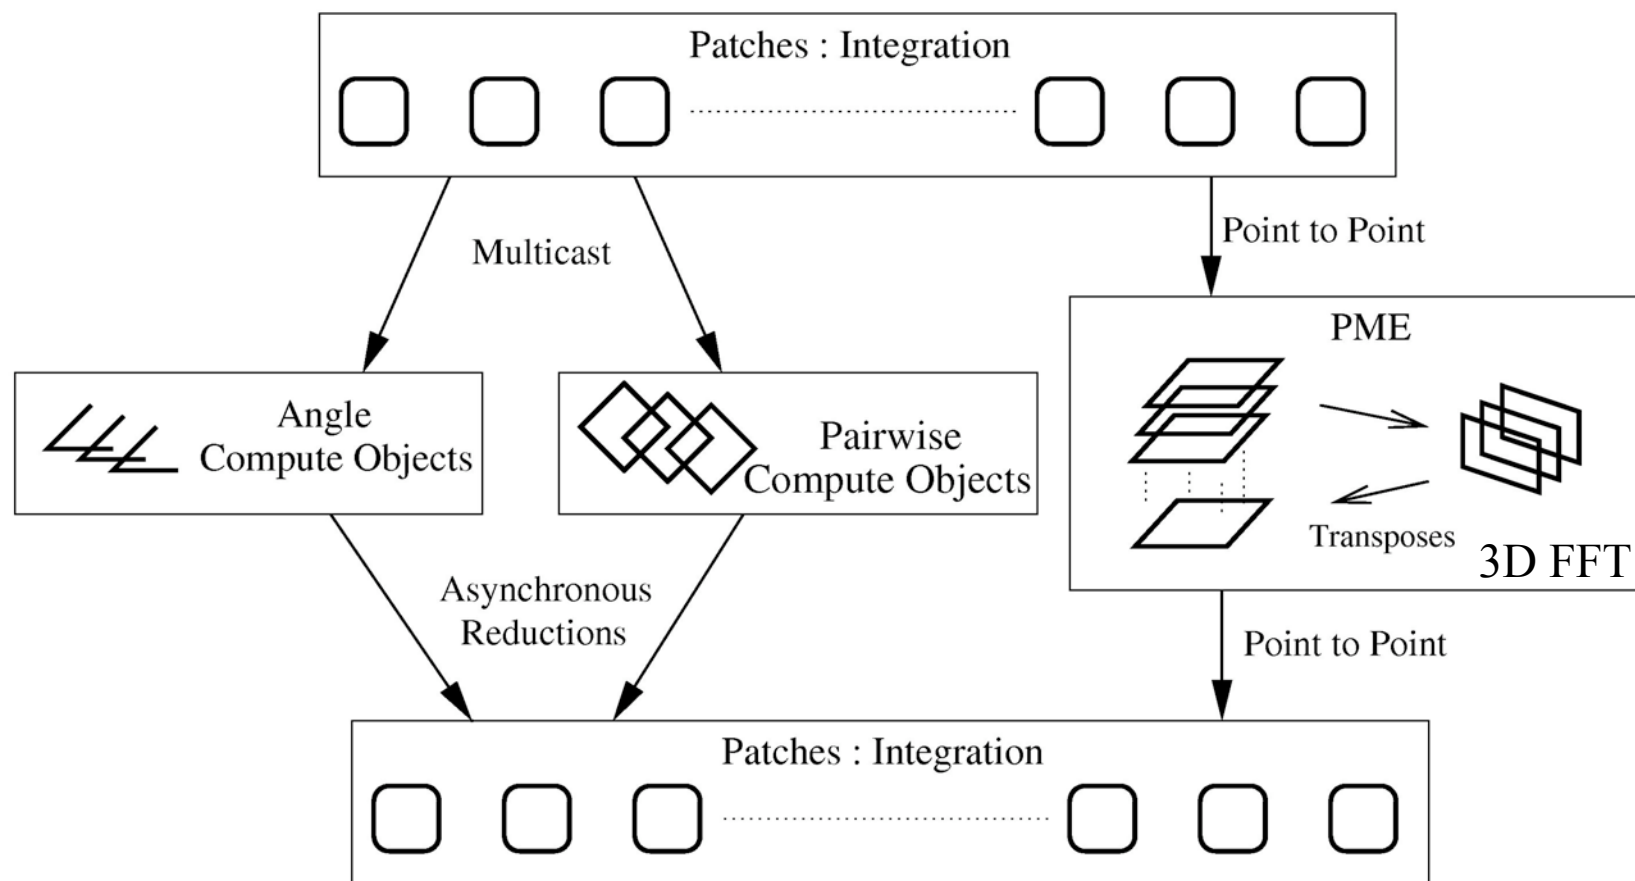 Patches : Integration
Multicast
Point to Point
PME
Angle
Compute Objects
Pairwise
Compute Objects
Transposes
3D FFT
Asynchronous
Reductions
Point to Point
Patches : Integration